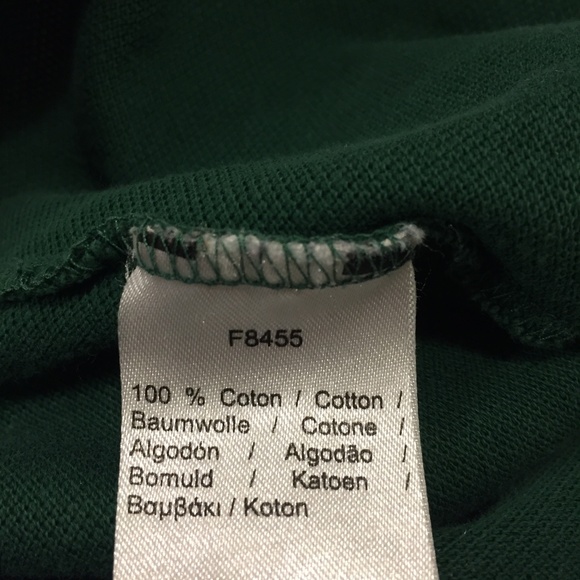 F8455
100 % Coton / Cotton /
Baumwolle / Cotone /
Algodón / Algodão /
Bomuld / Katoen /
Βαμβάκι / Koton